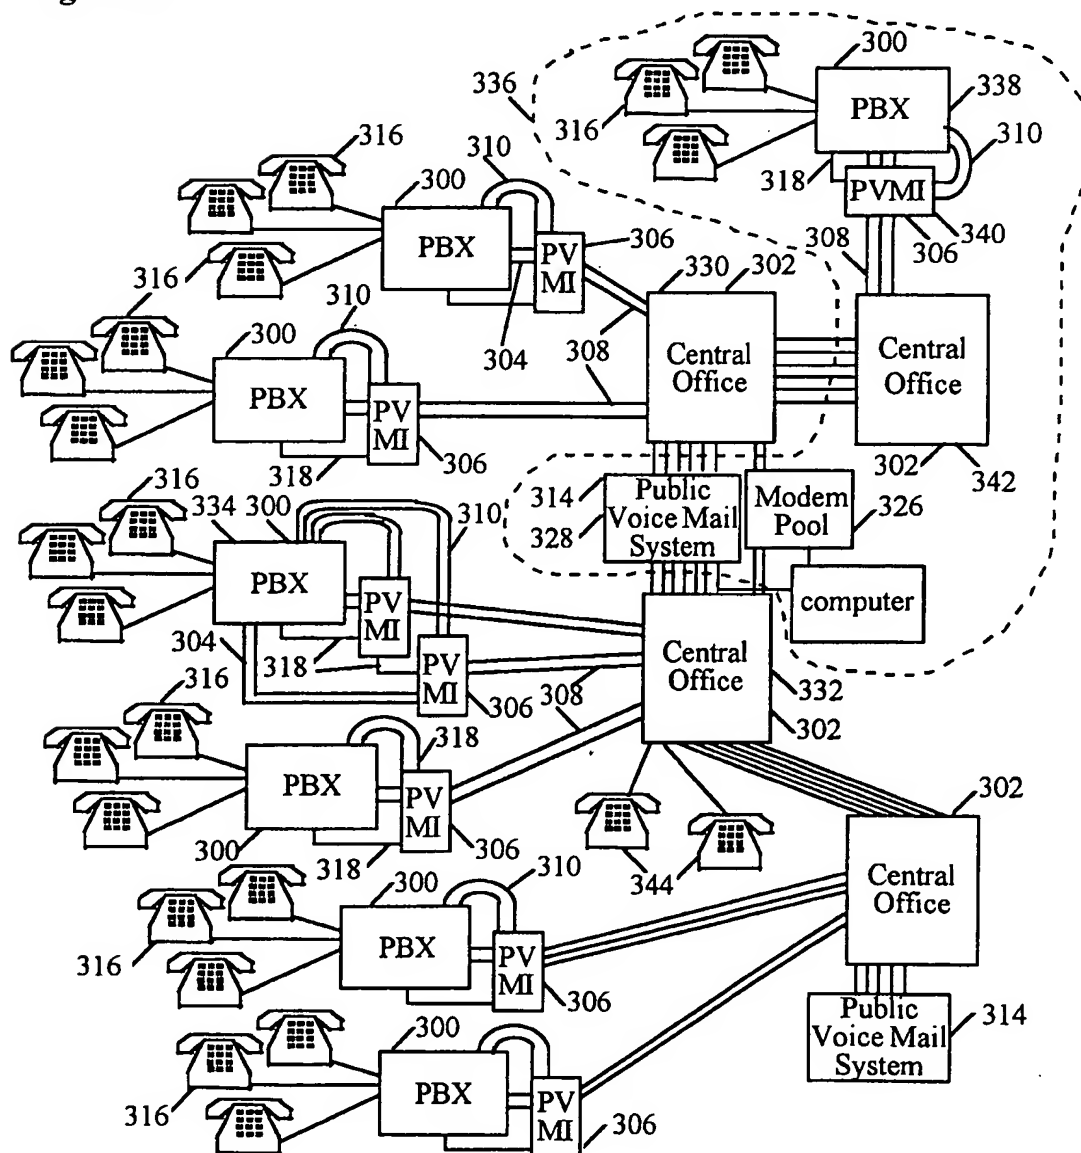 300
PBX
338
336
316
310
318
PVMI
308
306
340
316
310
300
PBX
PV
MI
306
304
308
330
302
Central
Office
Central
Office
302
342
316
316
310
300
PBX
PV
MI
306
318
308
316
300
334
PBX
310
PV
MI
304
318
PV
MI
306
308
314
328
Public
Voice Mail
System
Modem
Pool
326
computer
Central
Office
332
302
316
318
PBX
PV
MI
300
318
306
344
302
Central
Office
300
310
PBX
PV
MI
316
306
Public
Voice Mail
System
314
300
PBX
PV
MI
316
306